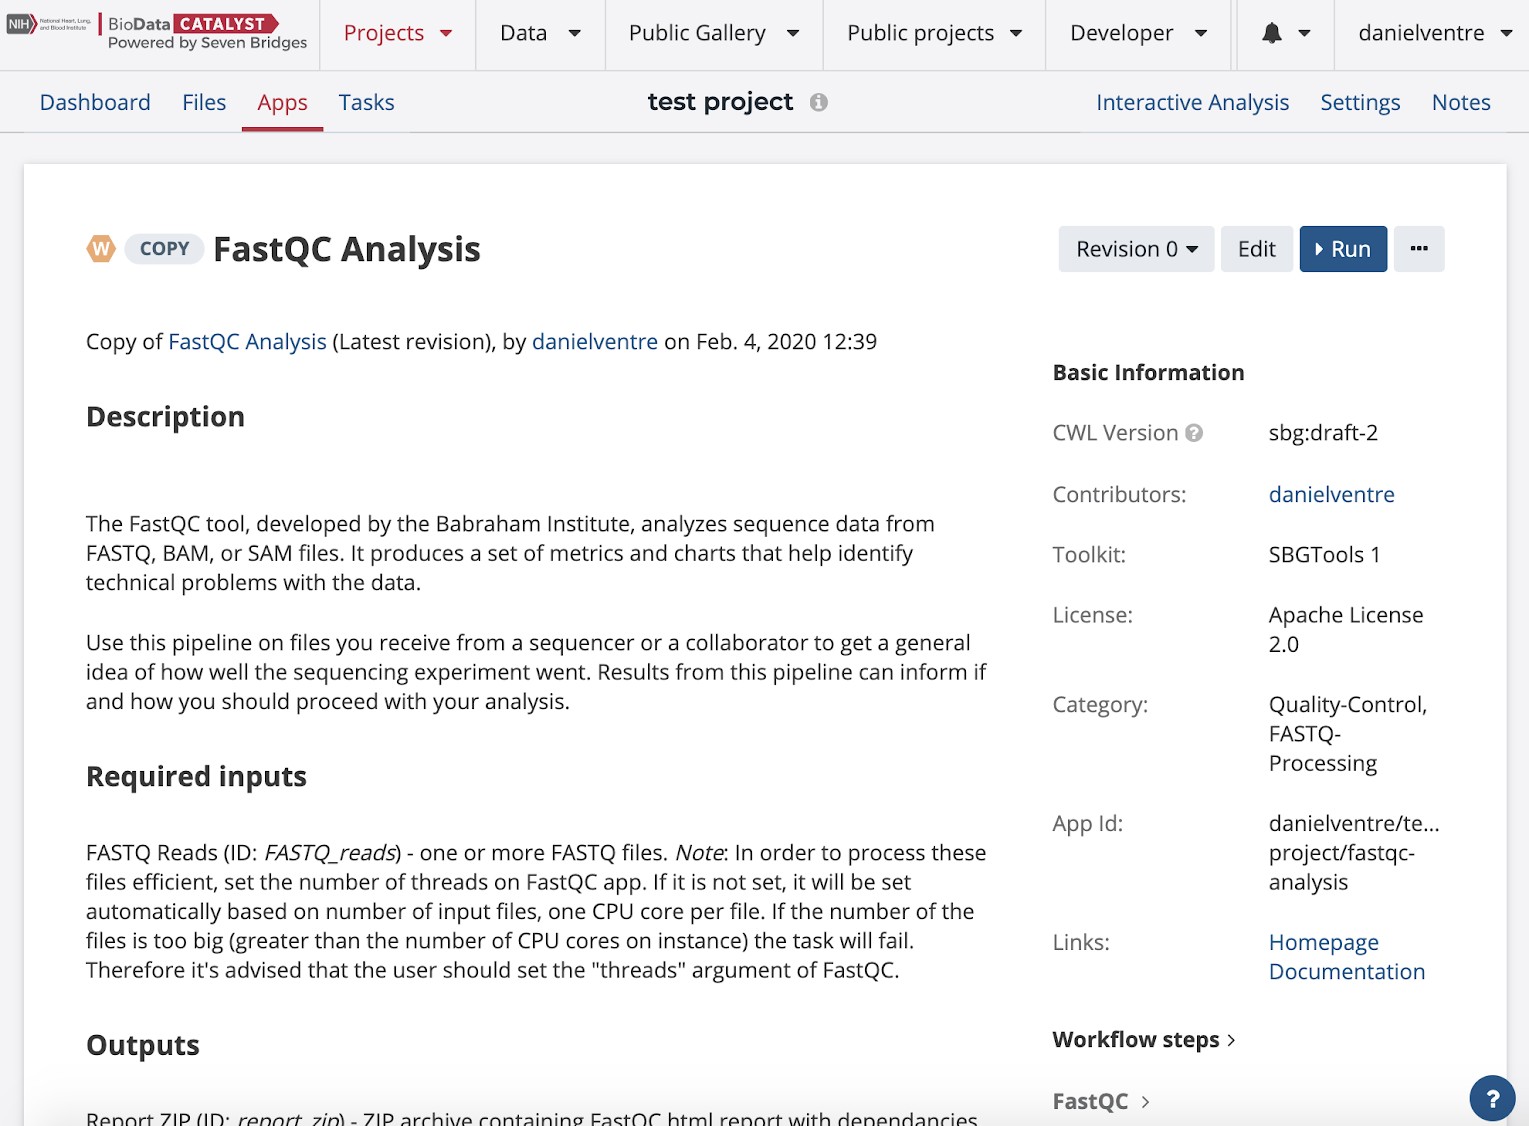 NIH National Heart, Lung, and Blood Institute BioData CATALYST
Powered by Seven Bridges
Projects Data Public Gallery Public projects Developer danielventre
Dashboard Files Apps Tasks test project i Interactive Analysis Settings Notes
W COPY FastQC Analysis Revision 0 Edit Run ...
Copy of FastQC Analysis (Latest revision), by danielventre on Feb. 4, 2020 12:39
Description
The FastQC tool, developed by the Babraham Institute, analyzes sequence data from
FASTQ, BAM, or SAM files. It produces a set of metrics and charts that help identify
technical problems with the data.
Use this pipeline on files you receive from a sequencer or a collaborator to get a general
idea of how well the sequencing experiment went. Results from this pipeline can inform if
and how you should proceed with your analysis.
Required inputs
FASTQ Reads (ID: FASTQ_reads) - one or more FASTQ files. Note: In order to process these
files efficient, set the number of threads on FastQC app. If it is not set, it will be set
automatically based on number of input files, one CPU core per file. If the number of the
files is too big (greater than the number of CPU cores on instance) the task will fail.
Therefore it's advised that the user should set the "threads" argument of FastQC.
Outputs
Report ZIP (ID: report_zip) - ZIP archive containing FastQC html report with dependancies
Basic Information
CWL Version ? sbg:draft-2
Contributors: danielventre
Toolkit: SBGTools 1
License: Apache License
2.0
Category: Quality-Control,
FASTQ-
Processing
App Id: danielventre/te...
project/fastqc-
analysis
Links: Homepage
Documentation
Workflow steps >
FastQC >
?